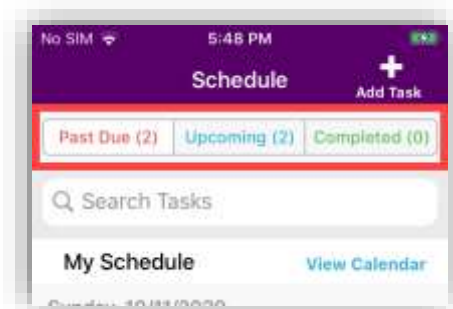 No SIM 5:48 PM
Schedule
Add Task
Past Due (2) Upcoming (2) Completed (0)
Search Tasks
My Schedule View Calendar